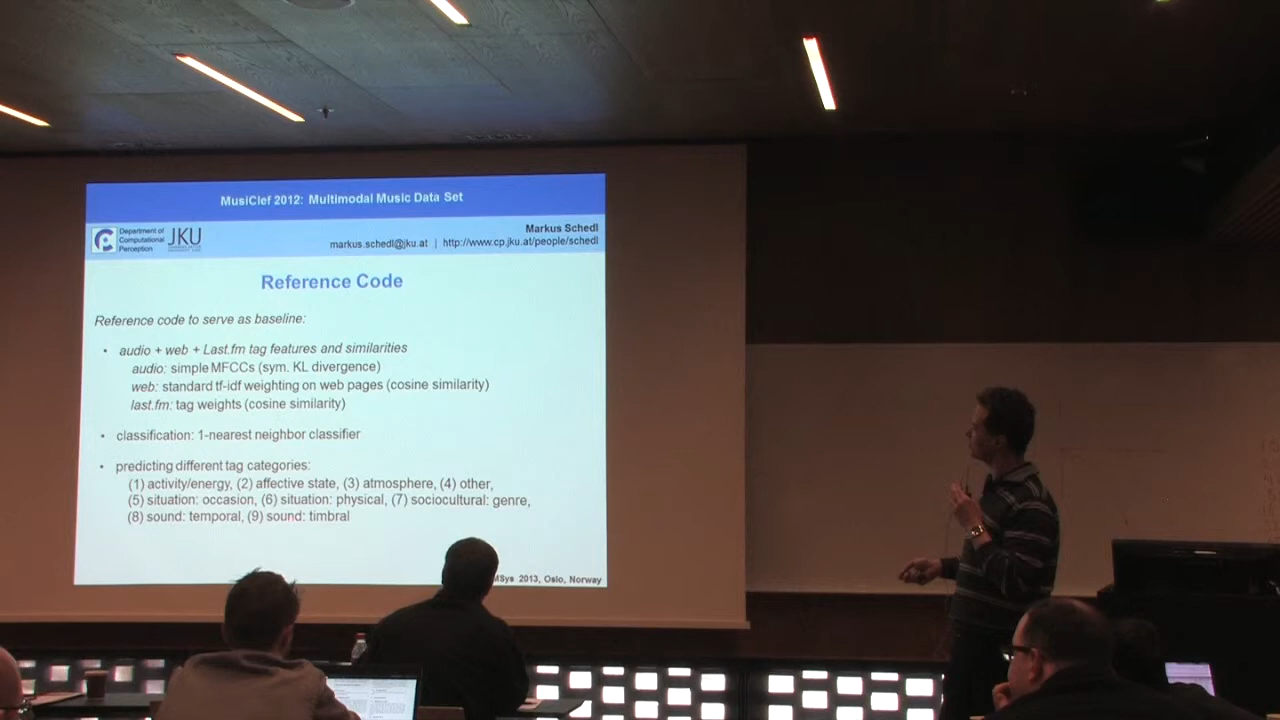 MusiClef 2012: Multimodal Music Data Set
Department of
Computational
Perception
JKU
Markus Schedl
markus.schedl@jku.at | http://www.cp.jku.at/people/schedl
Reference Code
Reference code to serve as baseline:
• audio + web + Last.fm tag features and similarities
audio: simple MFCCs (sym. KL divergence)
web: standard tf-idf weighting on web pages (cosine similarity)
last.fm: tag weights (cosine similarity)
• classification: 1-nearest neighbor classifier
• predicting different tag categories:
(1) activity/energy, (2) affective state, (3) atmosphere, (4) other,
(5) situation: occasion, (6) situation: physical, (7) sociocultural: genre,
(8) sound: temporal, (9) sound: timbral
MSys 2013, Oslo, Norway